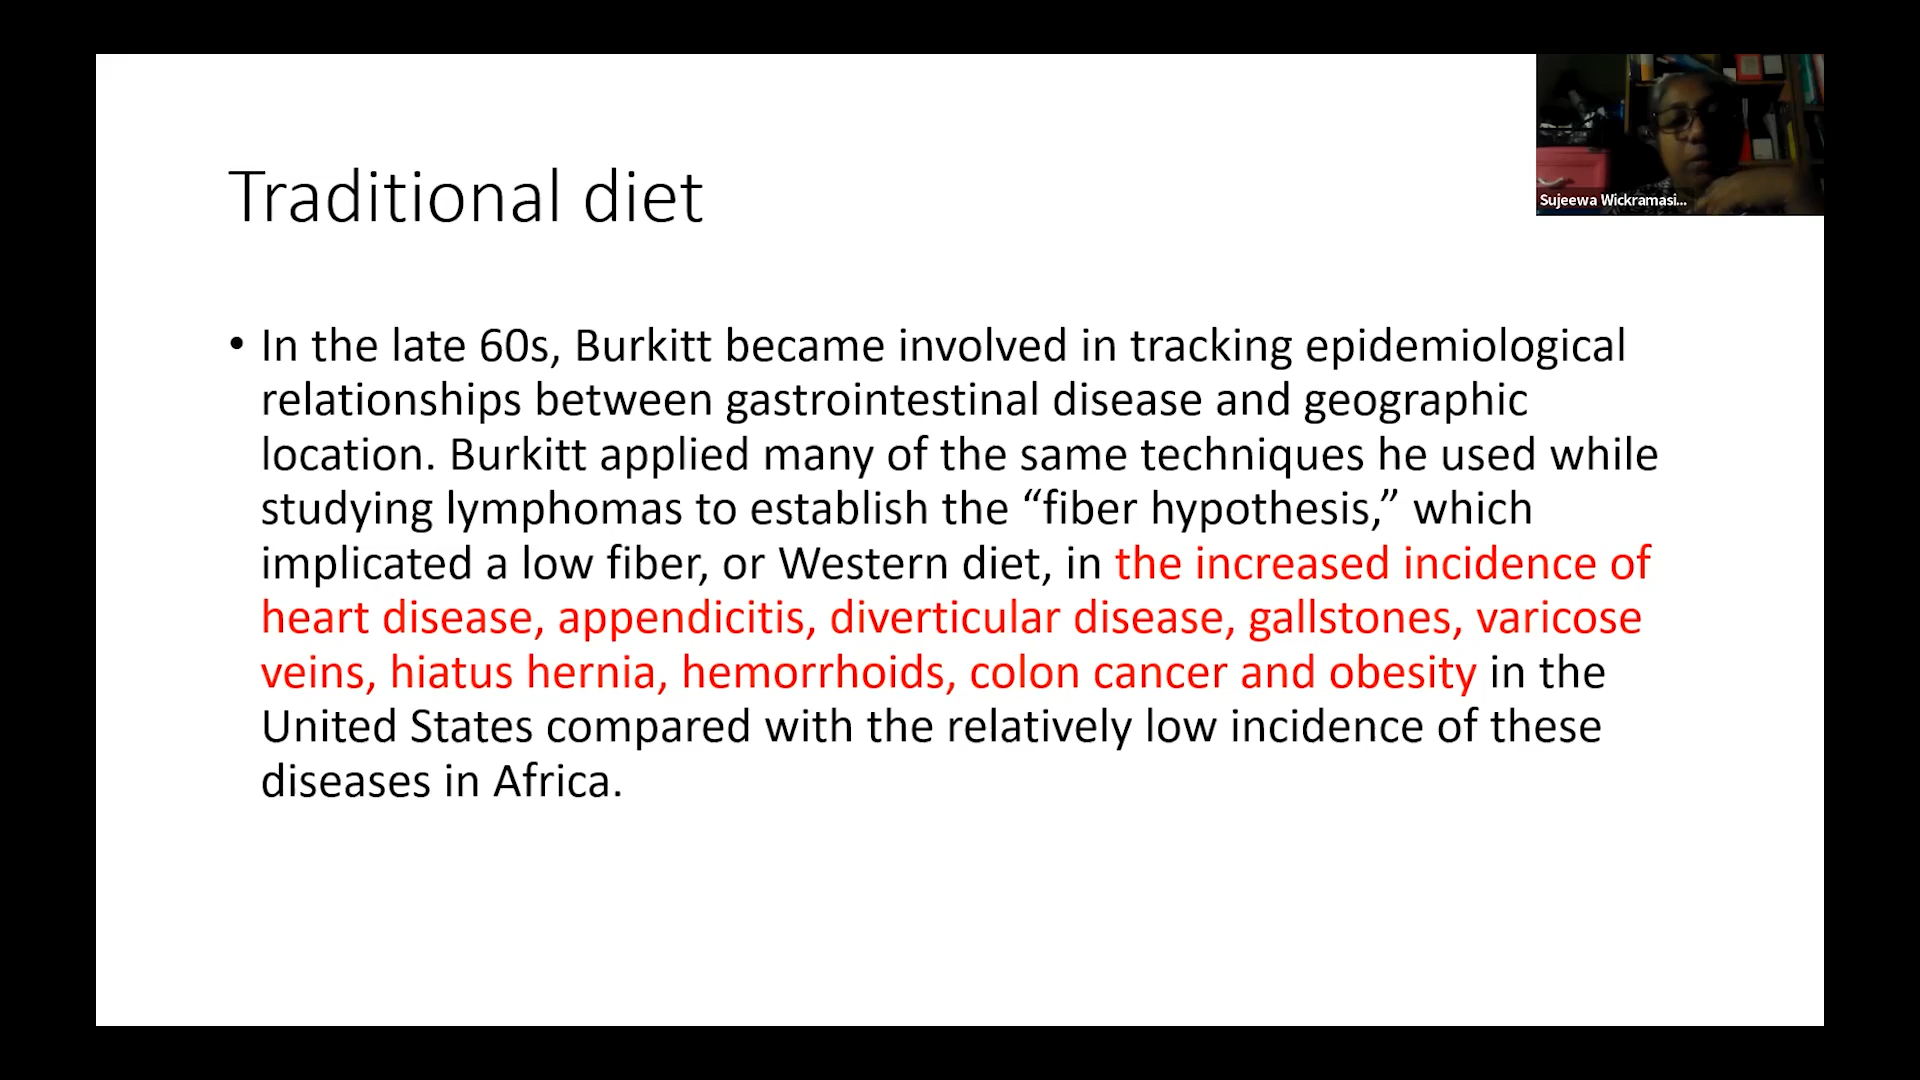 Sujeewa Wickramasi...
Traditional diet
• In the late 60s, Burkitt became involved in tracking epidemiological
relationships between gastrointestinal disease and geographic
location. Burkitt applied many of the same techniques he used while
studying lymphomas to establish the “fiber hypothesis,” which
implicated a low fiber, or Western diet, in the increased incidence of
heart disease, appendicitis, diverticular disease, gallstones, varicose
veins, hiatus hernia, hemorrhoids, colon cancer and obesity in the
United States compared with the relatively low incidence of these
diseases in Africa.